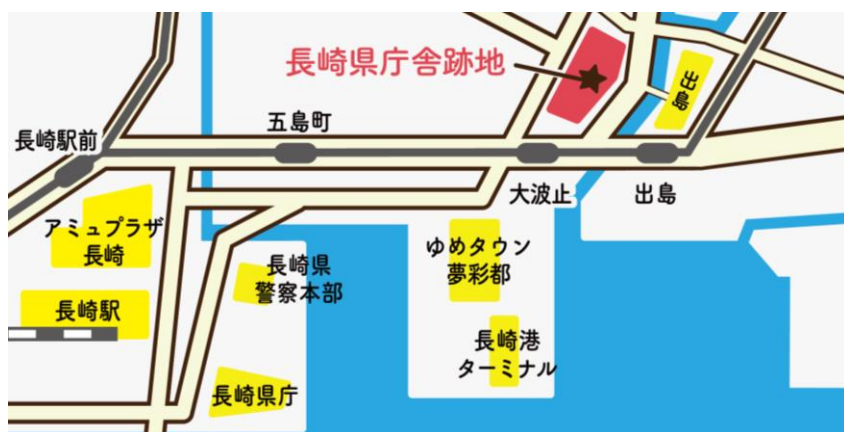 長崎県庁舎跡地
出島
五島町
長崎駅前
大波止
出島
アミュプラザ
長崎
ゆめタウン
夢彩都
長崎県
警察本部
長崎駅
長崎港
ターミナル
長崎県庁